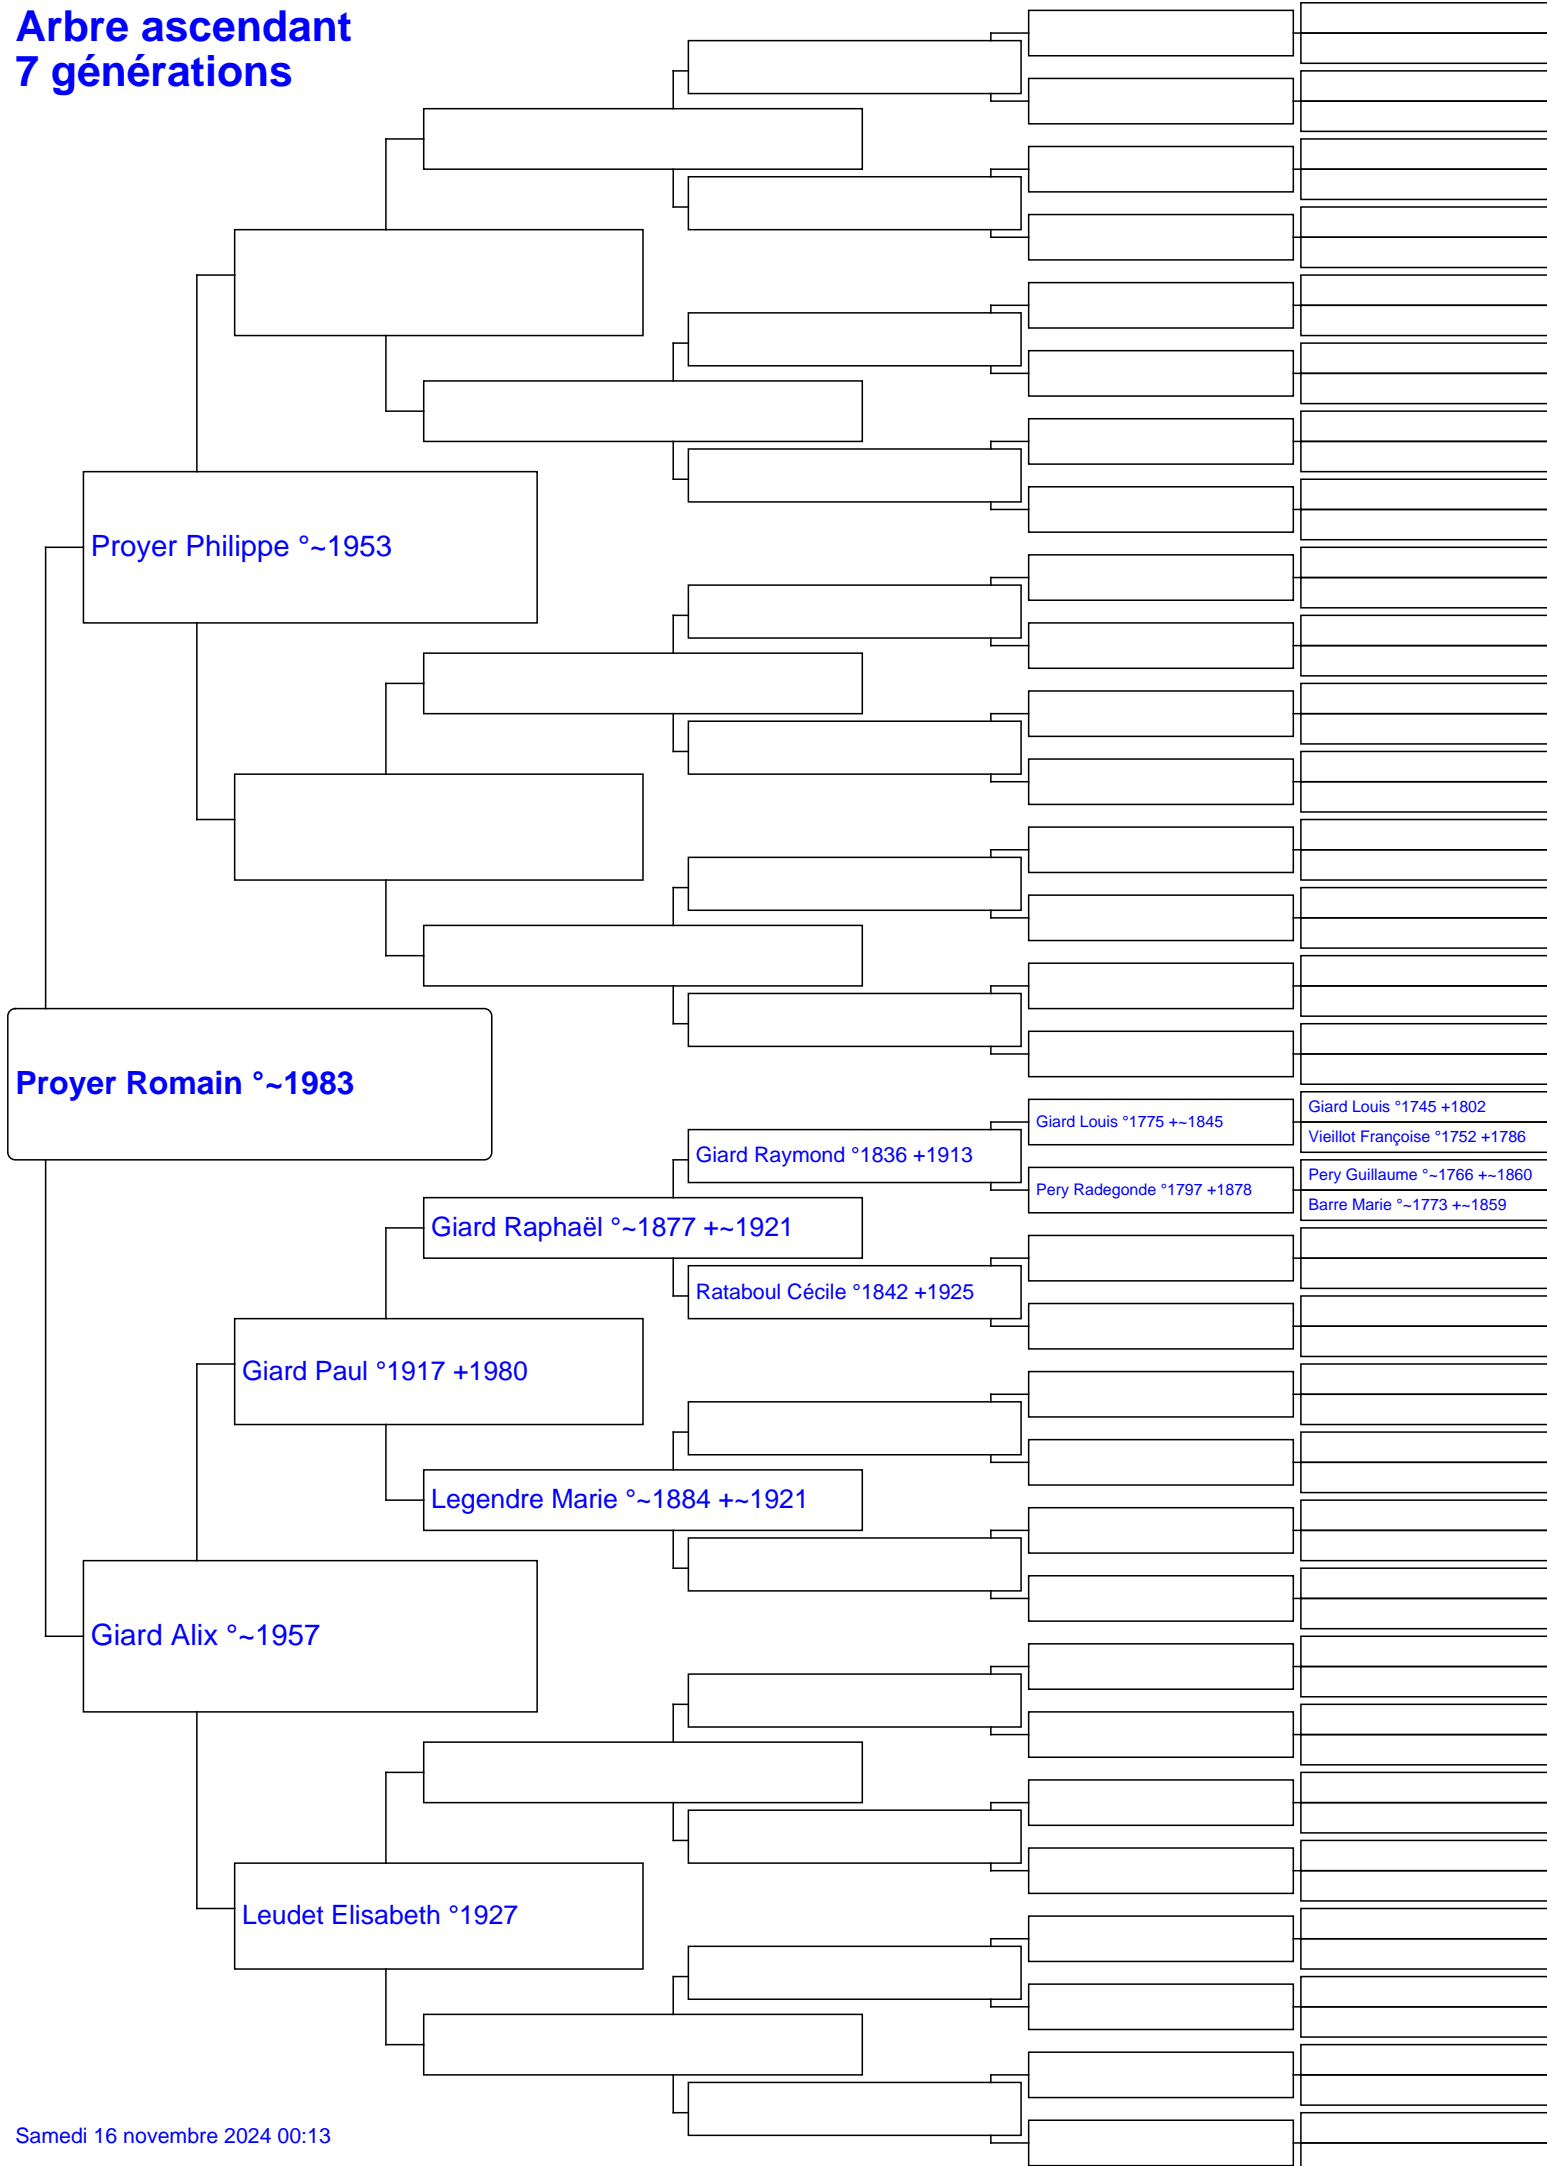 Arbre ascendant
7 générations
Proyer Philippe °~1953
Proyer Romain °~1983
Giard Louis °1745 +1802
Giard Louis °1775 +~1845
Vieillot Françoise °1752 +1786
Giard Raymond °1836 +1913
Pery Guillaume °~1766 +~1860
Pery Radegonde °1797 +1878
Barre Marie °~1773 +~1859
Giard Raphaël °~1877 +~1921
Rataboul Cécile °1842 +1925
Giard Paul °1917 +1980
Legendre Marie °~1884 +~1921
Giard Alix °~1957
Leudet Elisabeth °1927
Samedi 16 novembre 2024 00:13